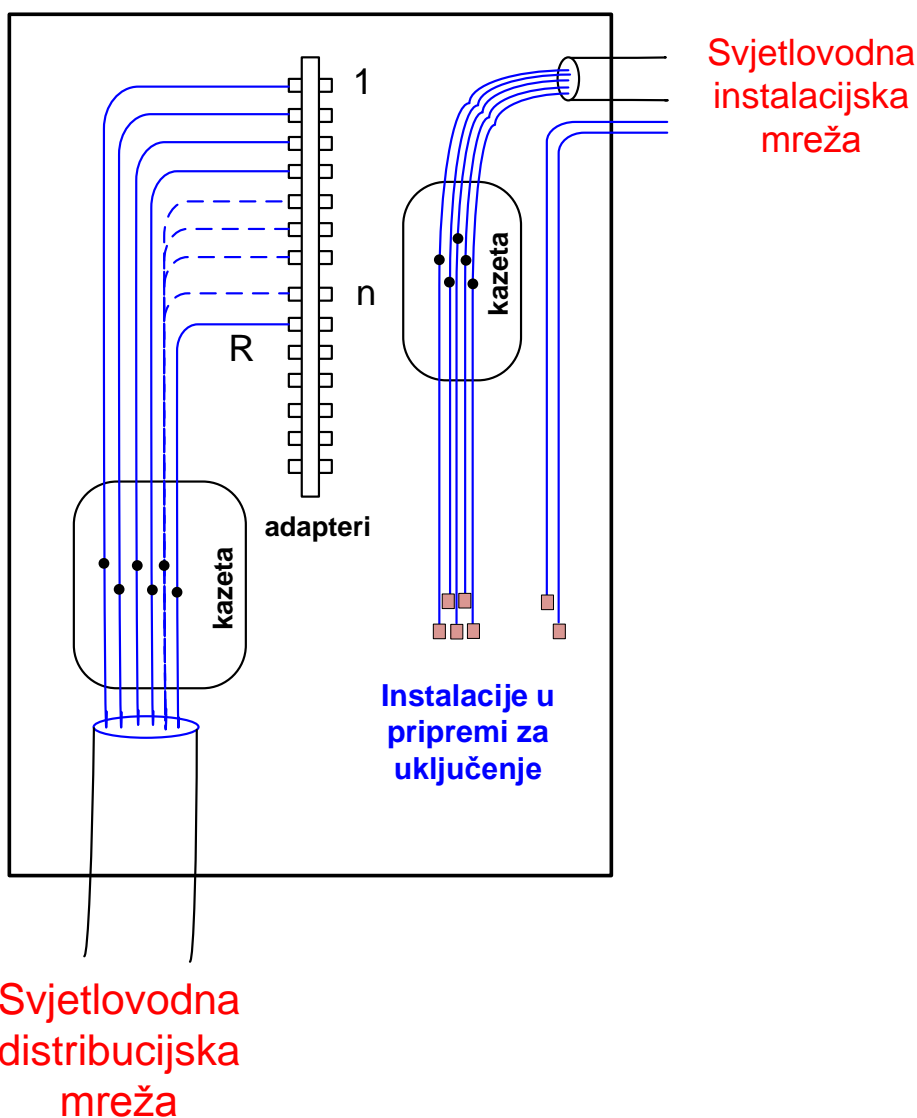 Svjetlovodna
instalacijska
mreža
1
n
R
kazeta
adapteri
kazeta
Instalacije u
pripremi za
uključenje
Svjetlovodna
distribucijska
mreža